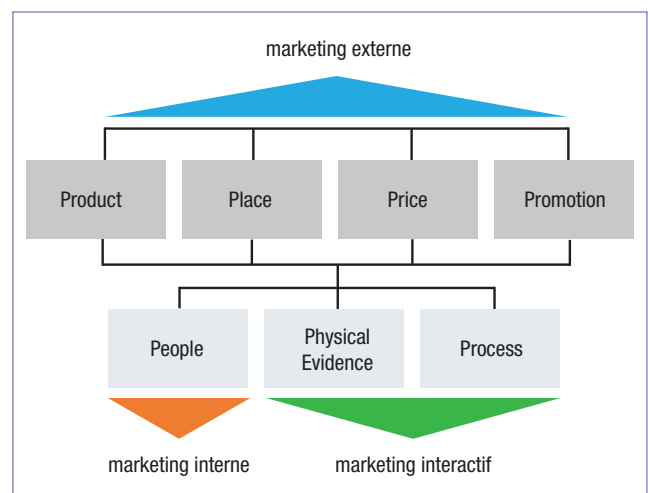 marketing externe
Product
Place
Price
Promotion
People
Physical
Evidence
Process
marketing interne
marketing interactif